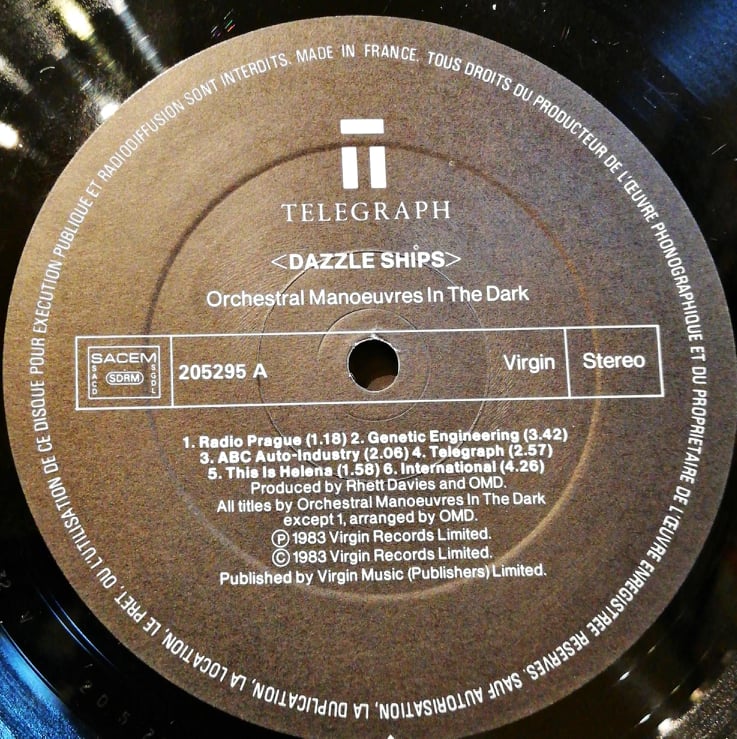 TELEGRAPH
<DAZZLE SHIPS>
Orchestral Manoeuvres In The Dark
SACEM
SACD
SDRM
SGDL
205295 A
Virgin
Stereo
1. Radio Prague (1.18) 2. Genetic Engineering (3.42)
3. ABC Auto-Industry (2.06) 4. Telegraph (2.57)
5. This Is Helena (1.58) 6. International (4.26)
Produced by Rhett Davies and OMD.
All titles by Orchestral Manoeuvres In The Dark
except 1, arranged by OMD.
Ⓟ 1983 Virgin Records Limited.
© 1983 Virgin Records Limited.
Published by Virgin Music (Publishers) Limited.
MADE IN FRANCE. TOUS DROITS DU PRODUCTEUR DE L'ŒUVRE PHONOGRAPHIQUE ET DU PROPRIETAIRE DE L'ŒUVRE ENREGISTREE RESERVES. SAUF AUTORISATION, LA DUPLICATION, LA LOCATION, LE PRET, OU L'UTILISATION DE CE DISQUE POUR EXECUTION PUBLIQUE ET RADIODIFFUSION SONT INTERDITS.